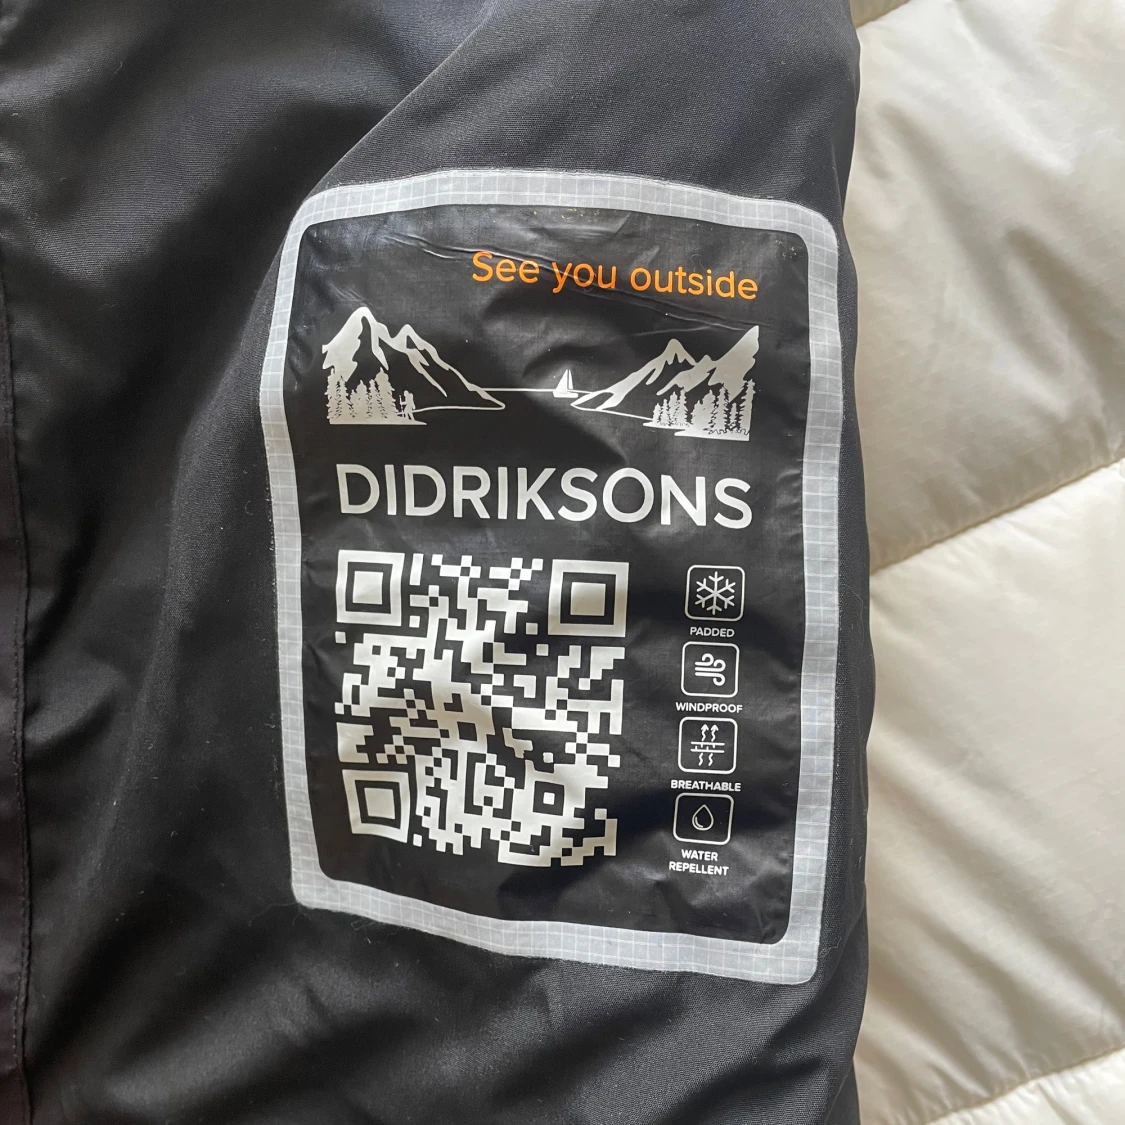 See you outside
DIDRIKSONS
PADDED
WINDPROOF
BREATHABLE
WATER
REPELLENT